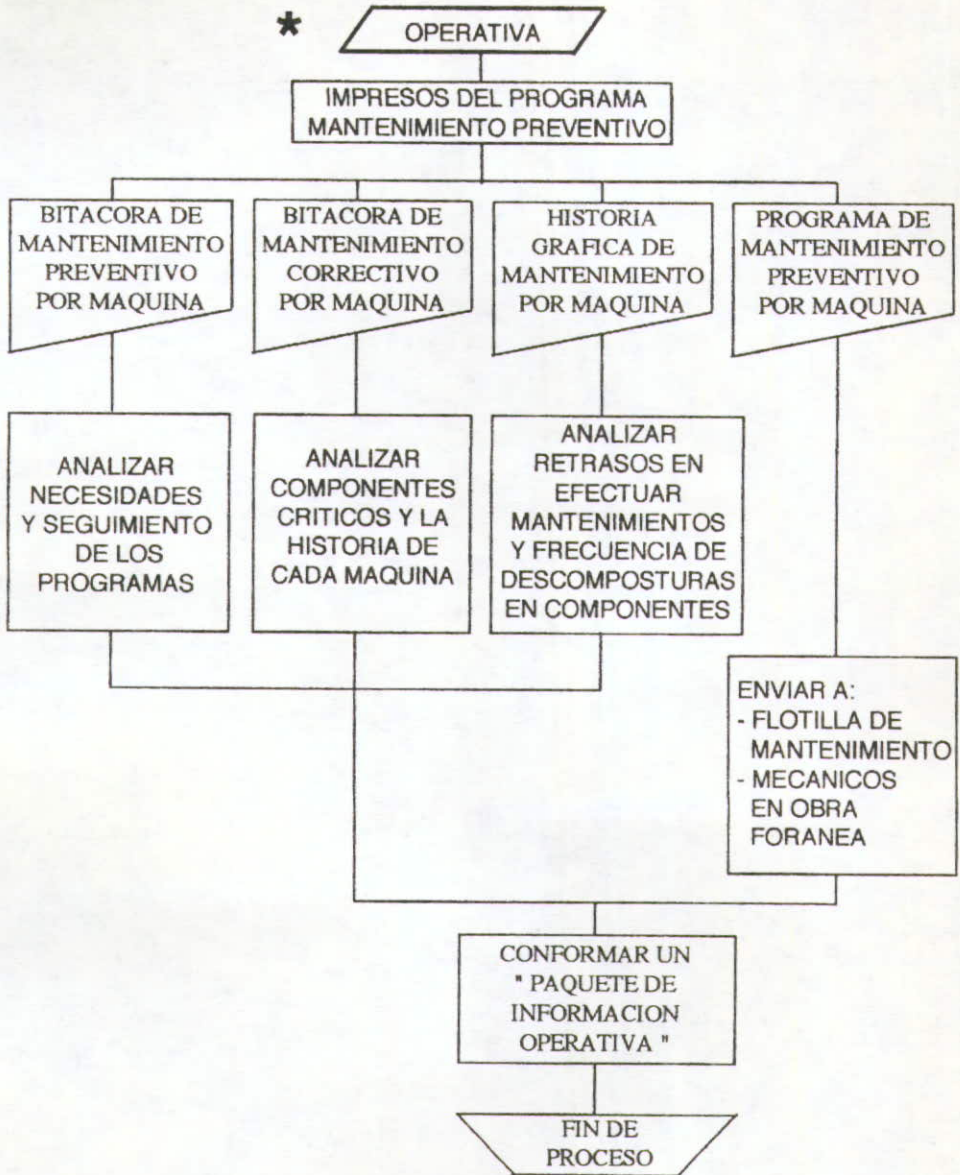 *
OPERATIVA
IMPRESOS DEL PROGRAMA
MANTENIMIENTO PREVENTIVO
BITACORA DE
MANTENIMIENTO
PREVENTIVO
POR MAQUINA
BITACORA DE
MANTENIMIENTO
CORRECTIVO
POR MAQUINA
HISTORIA
GRAFICA DE
MANTENIMIENTO
POR MAQUINA
PROGRAMA DE
MANTENIMIENTO
PREVENTIVO
POR MAQUINA
ANALIZAR
NECESIDADES
Y SEGUIMIENTO
DE LOS
PROGRAMAS
ANALIZAR
COMPONENTES
CRITICOS Y LA
HISTORIA DE
CADA MAQUINA
ANALIZAR
RETRASOS EN
EFECTUAR
MANTENIMIENTOS
Y FRECUENCIA DE
DESCOMPOSTURAS
EN COMPONENTES
ENVIAR A:
- FLOTILLA DE
MANTENIMIENTO
- MECANICOS
EN OBRA
FORANEA
CONFORMAR UN
" PAQUETE DE
INFORMACION
OPERATIVA "
FIN DE
PROCESO